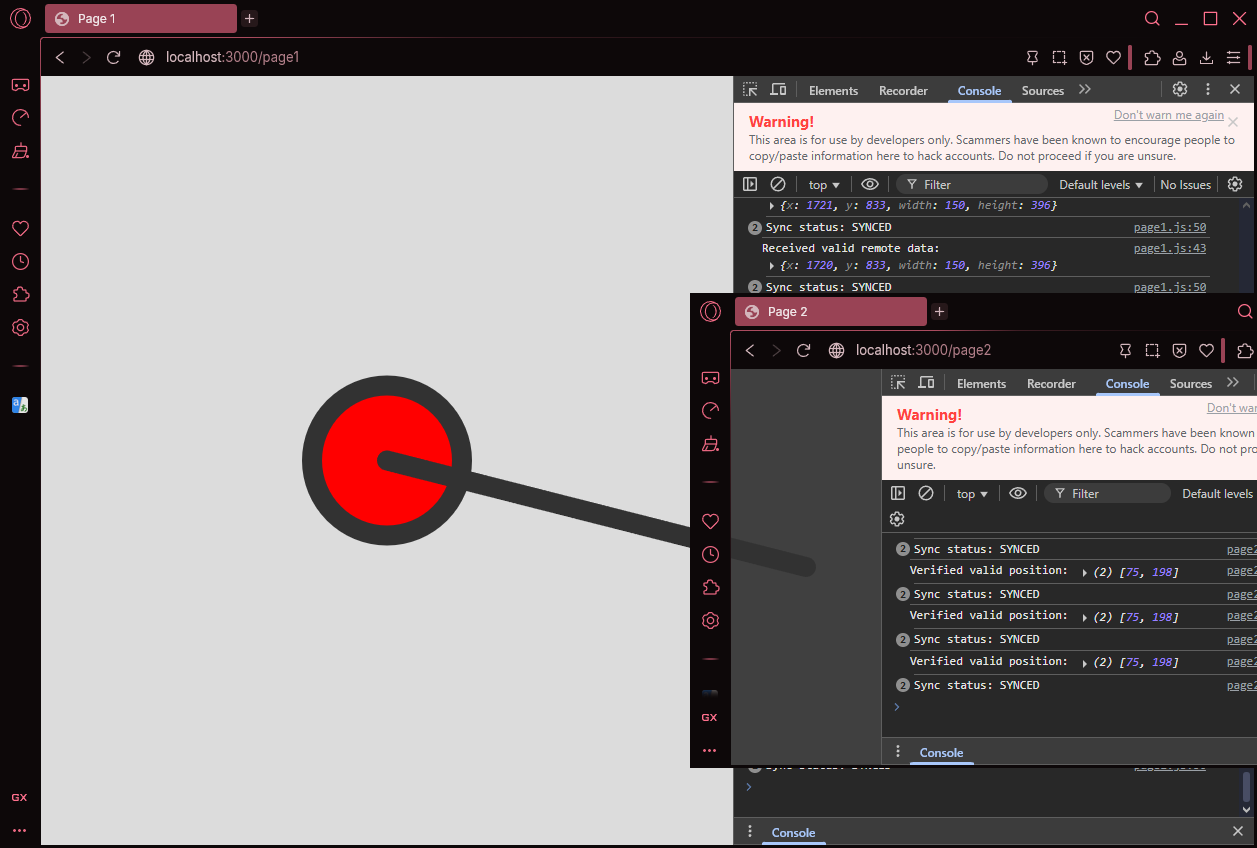 Page 1
localhost:3000/page1
Elements
Recorder
Console
Sources
Warning!
Don't warn me again
This area is for use by developers only. Scammers have been known to encourage people to
copy/paste information here to hack accounts. Do not proceed if you are unsure.
top
Filter
Default levels
No Issues
{x: 1721, y: 833, width: 150, height: 396}
2 Sync status: SYNCED page1.js:50
Received valid remote data: page1.js:43
{x: 1720, y: 833, width: 150, height: 396}
2 Sync status: SYNCED page1.js:50
Page 2
localhost:3000/page2
Elements
Recorder
Console
Sources
Warning!
Don't war
This area is for use by developers only. Scammers have been known
people to copy/paste information here to hack accounts. Do not pro
unsure.
top
Filter
Default levels
2 Sync status: SYNCED page2
Verified valid position: (2) [75, 198] page2
2 Sync status: SYNCED page2
Verified valid position: (2) [75, 198] page2
2 Sync status: SYNCED page2
Verified valid position: (2) [75, 198] page2
2 Sync status: SYNCED page2
GX
Console
GX
Console